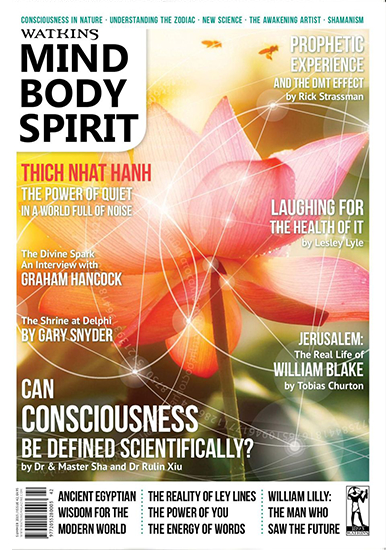 CONSCIOUSNESS IN NATURE · UNDERSTANDING THE ZODIAC · NEW SCIENCE · THE AWAKENING ARTIST · SHAMANISM
WATKINS
MIND
BODY
SPIRIT
PROPHETIC
EXPERIENCE
AND THE DMT EFFECT
by Rick Strassman
THICH NHAT HANH
THE POWER OF QUIET
IN A WORLD FULL OF NOISE
LAUGHING FOR
THE HEALTH OF IT
by Lesley Lyle
The Divine Spark
An Interview with
GRAHAM HANCOCK
The Shrine at Delphi
BY GARY SNYDER
JERUSALEM:
The Real Life of
WILLIAM BLAKE
by Tobias Churton
CAN
CONSCIOUSNESS
BE DEFINED SCIENTIFICALLY?
by Dr & Master Sha and Dr Rulin Xiu
ANCIENT EGYPTIAN
WISDOM FOR THE
MODERN WORLD
THE REALITY OF LEY LINES
THE POWER OF YOU
THE ENERGY OF WORDS
WILLIAM LILLY:
THE MAN WHO
SAW THE FUTURE
WATKINS